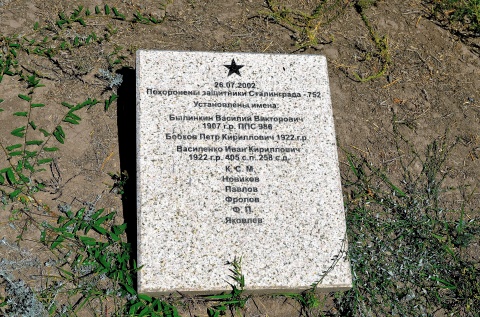 26.07.2002
Похоронены защитники Сталинграда - 752
Установлены имена:
Былинкин Василий Викторович
1907 г.р. ППС 986
Бобков Петр Кириллович 1922 г.р.
Василенко Иван Кириллович
1922 г.р. 405 с.п. 258 с.д.
К. С. М.
Новиков
Павлов
Фролов
Ф. П.
Яковлев